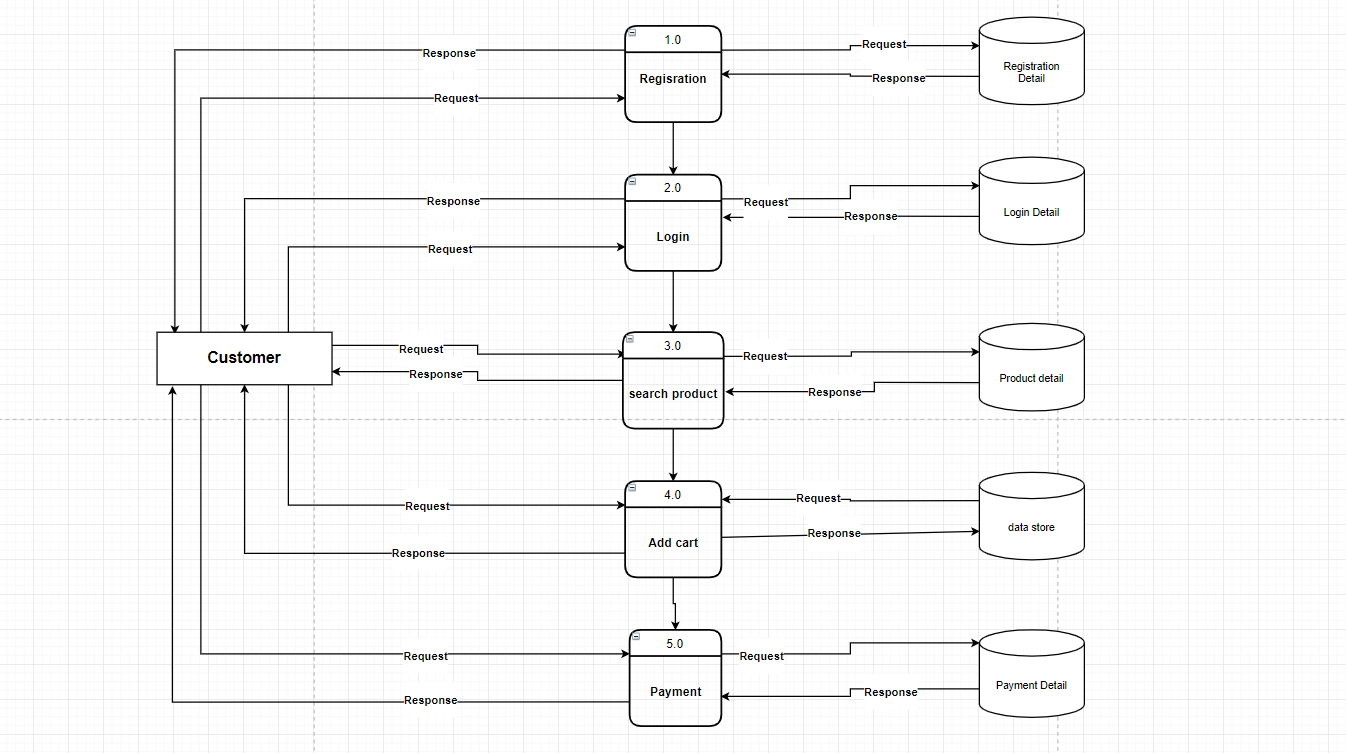 1.0
Response
Request
Regisration
Request
Response
Registration
Detail
2.0
Response
Request
Login
Request
Response
Login Detail
Customer
3.0
Request
Response
search product
Request
Response
Product detail
4.0
Request
Response
Add cart
Request
Response
data store
5.0
Request
Response
Payment
Request
Response
Payment Detail